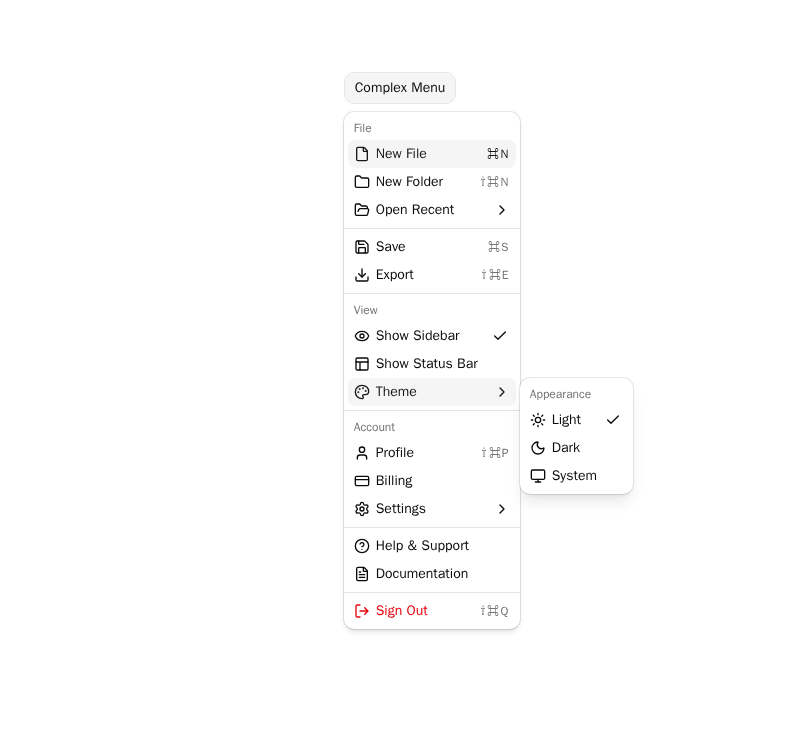 Complex Menu
File
New File ⌘N
New Folder ⇧⌘N
Open Recent
Save ⌘S
Export ⇧⌘E
View
Show Sidebar
Show Status Bar
Theme
Appearance
Light
Dark
System
Account
Profile ⇧⌘P
Billing
Settings
Help & Support
Documentation
Sign Out ⇧⌘Q